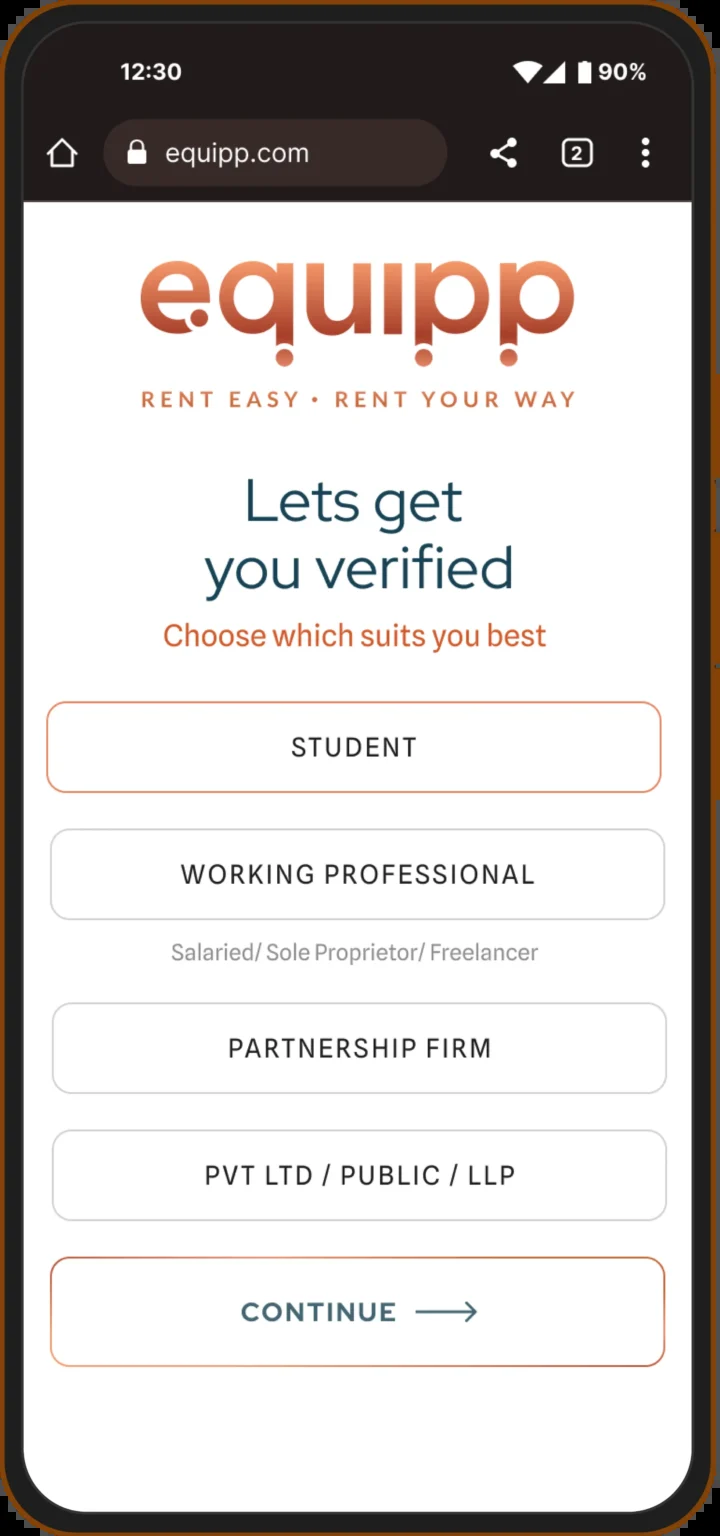 12:30
90%
equipp.com
2
equipp
RENT EASY • RENT YOUR WAY
Lets get
you verified
Choose which suits you best
STUDENT
WORKING PROFESSIONAL
Salaried/ Sole Proprietor/ Freelancer
PARTNERSHIP FIRM
PVT LTD / PUBLIC / LLP
CONTINUE